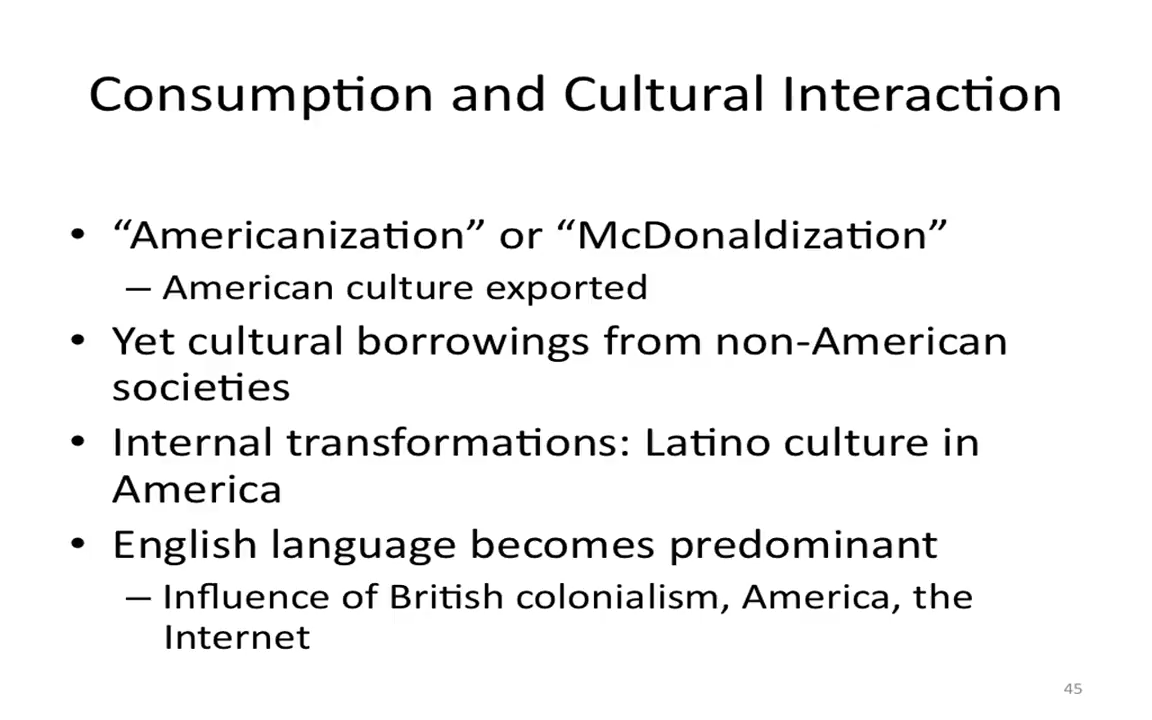 Consumption and Cultural Interaction
• “Americanization” or “McDonaldization”
– American culture exported
• Yet cultural borrowings from non-American
societies
• Internal transformations: Latino culture in
America
• English language becomes predominant
– Influence of British colonialism, America, the
Internet
45